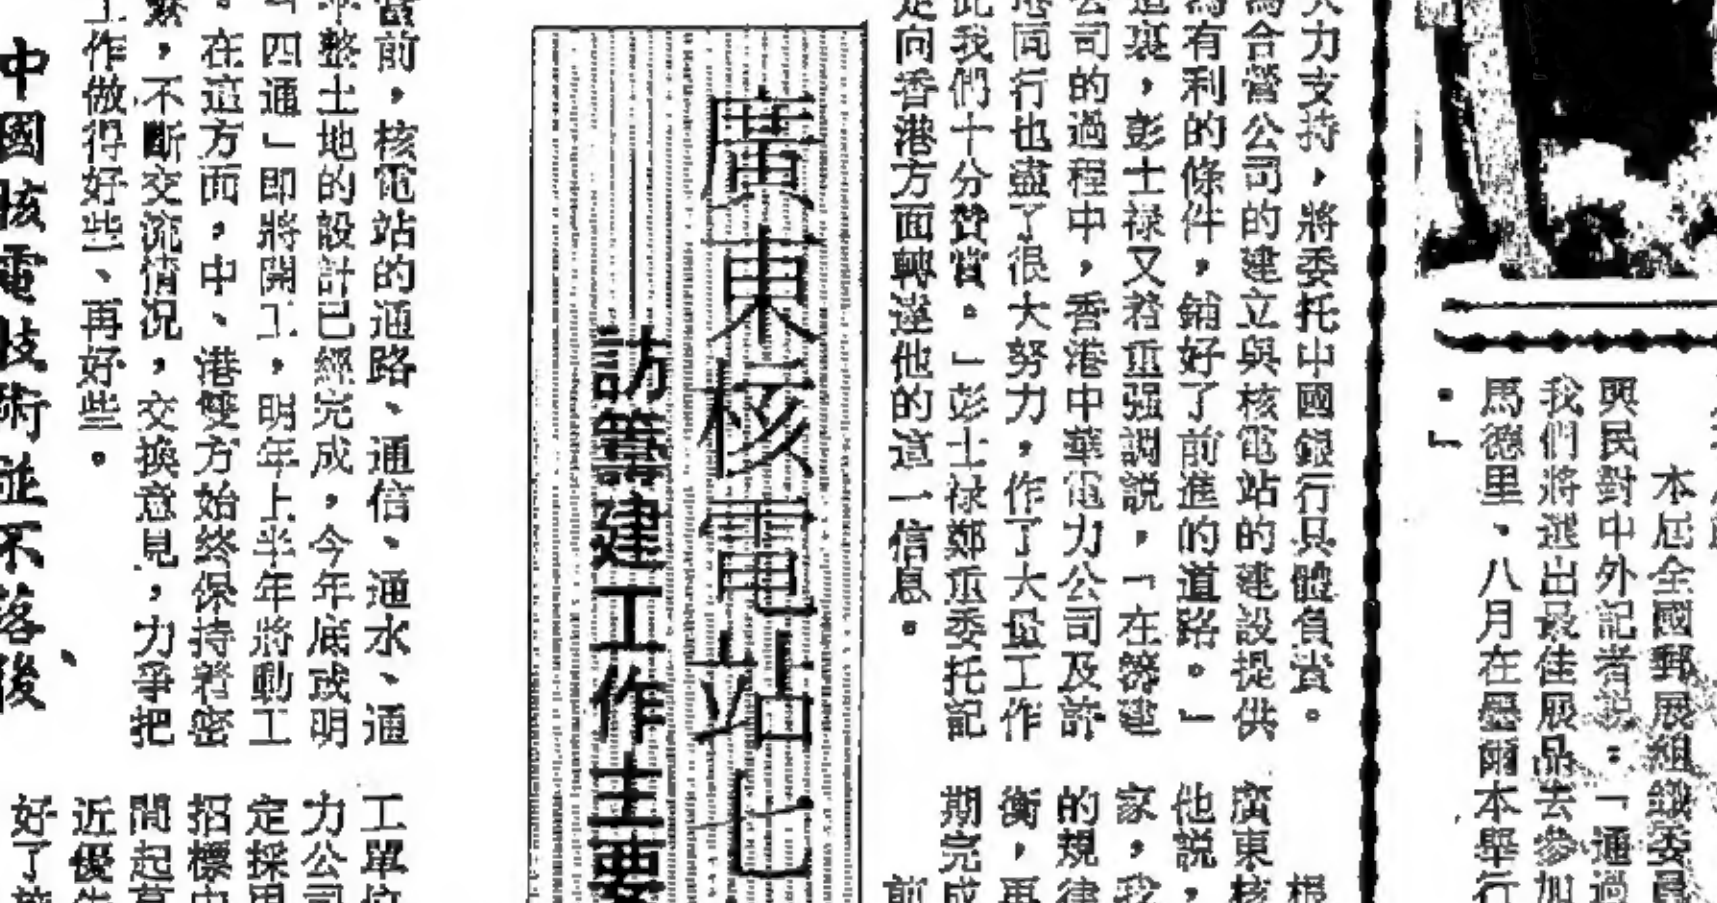 大力支持，將委托中國銀行具體負責。
為合營公司的建立與核電站的建設提供
為有利的條件，鋪好了前進的道路。」
這裏，彭士祿又着重强調説，「在籌建
公司的過程中，香港中華電力公司及許
港同行也盡了很大努力，作了大量工作
此我們十分贊賞。」彭士祿鄭重委托記
定向香港方面轉達他的這一信息。
廣東核電站七
訪籌建工作主要
當前，核電站的通路、通信、通水、通
整土地的設計已經完成，今年底或明
「四通」即將開工，明年上半年將動工
。在這方面，中、港雙方始終保持着密
繫，不斷交流情况，交換意見，力爭把
工作做得好些、再好些。
中國核電技術並不落後
本屆全國郵展組織委員
興民對中外記者説：「通過
我們將選出最佳展品去參加
馬德里、八月在墨爾本舉行
。」
根
廣東核
他説，
家，我
的規律
衡，再
期完成
前
工單位
力公司
定採用
招標中
間起草
近優先
好了